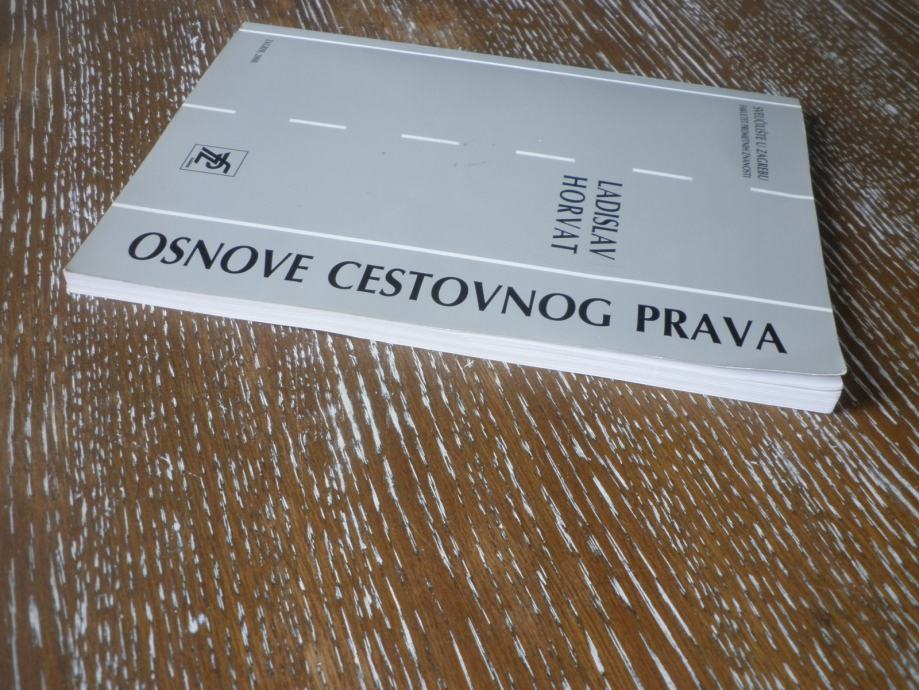 SVEUČILIŠTE U ZAGREBU
FAKULTET PROMETNIH ZNANOSTI
LADISLAV
HORVAT
OSNOVE CESTOVNOG PRAVA